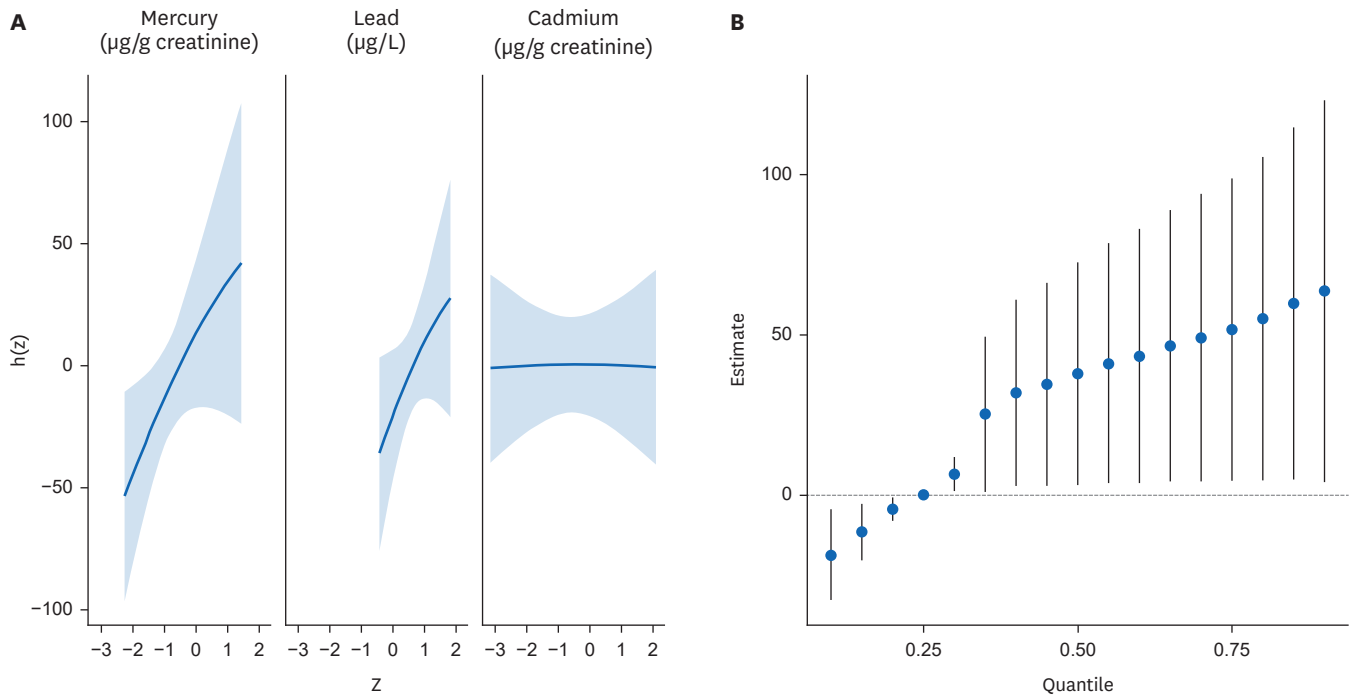 A
Mercury
(µg/g creatinine)
Lead
(µg/L)
Cadmium
(µg/g creatinine)
100
50
0
−50
−100
h(z)
−3 −2 −1 0 1 2
−3 −2 −1 0 1 2
−3 −2 −1 0 1 2
Z
B
100
50
0
Estimate
0.25 0.50 0.75
Quantile